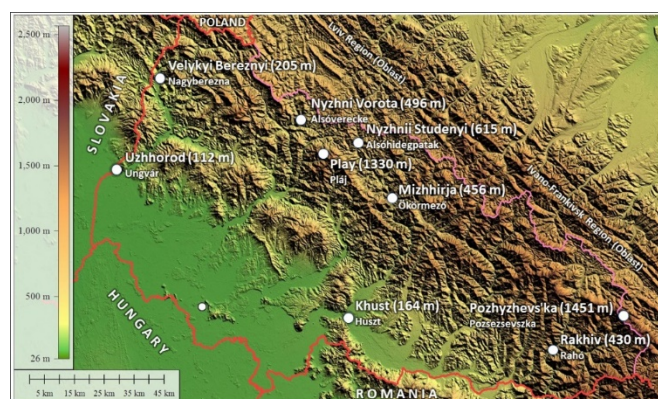 2,500 m
2,000 m
1,500 m
1,000 m
500 m
26 m
POLAND
SLOVAKIA
HUNGARY
ROMANIA
Lviv Region (Oblast)
Ivano-Frankivsk Region (Oblast)
Velykyi Bereznyi (205 m)
Nagyberezna
Nyzhni Vorota (496 m)
Alsóverecke
Nyzhnii Studenyi (615 m)
Alsóhidegpatak
Uzhhorod (112 m)
Ungvár
Play (1330 m)
Pláj
Mizhhirja (456 m)
Ökörmező
Khust (164 m)
Huszt
Pozhyzhevs'ka (1451 m)
Pozsezsevszka
Rakhiv (430 m)
Rahó
5 km 15 km 25 km 35 km 45 km